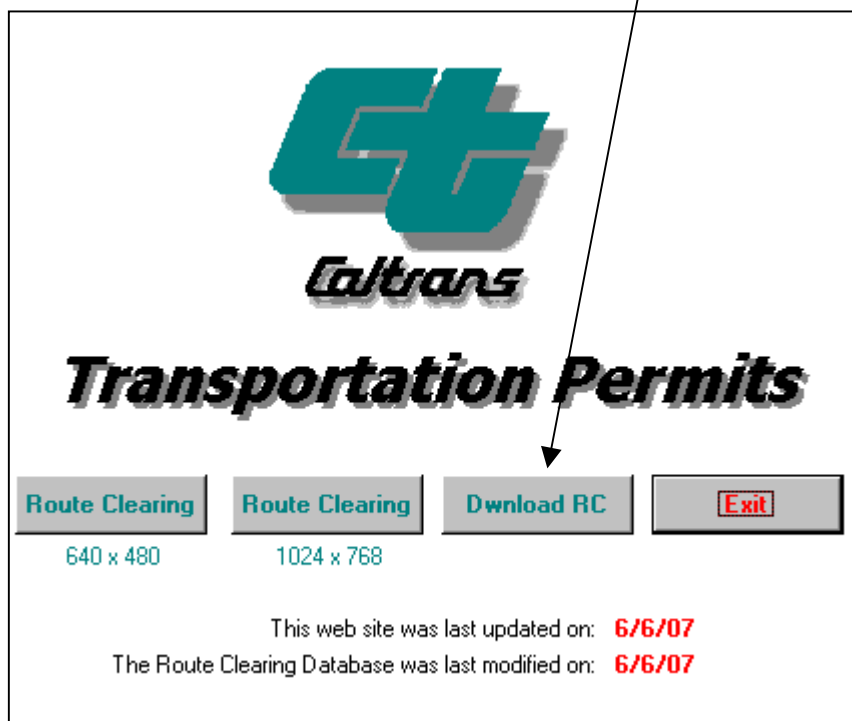 Ct
Caltrans
Transportation Permits
Route Clearing Route Clearing Dwnload RC Exit
640 x 480 1024 x 768
This web site was last updated on: 6/6/07
The Route Clearing Database was last modified on: 6/6/07